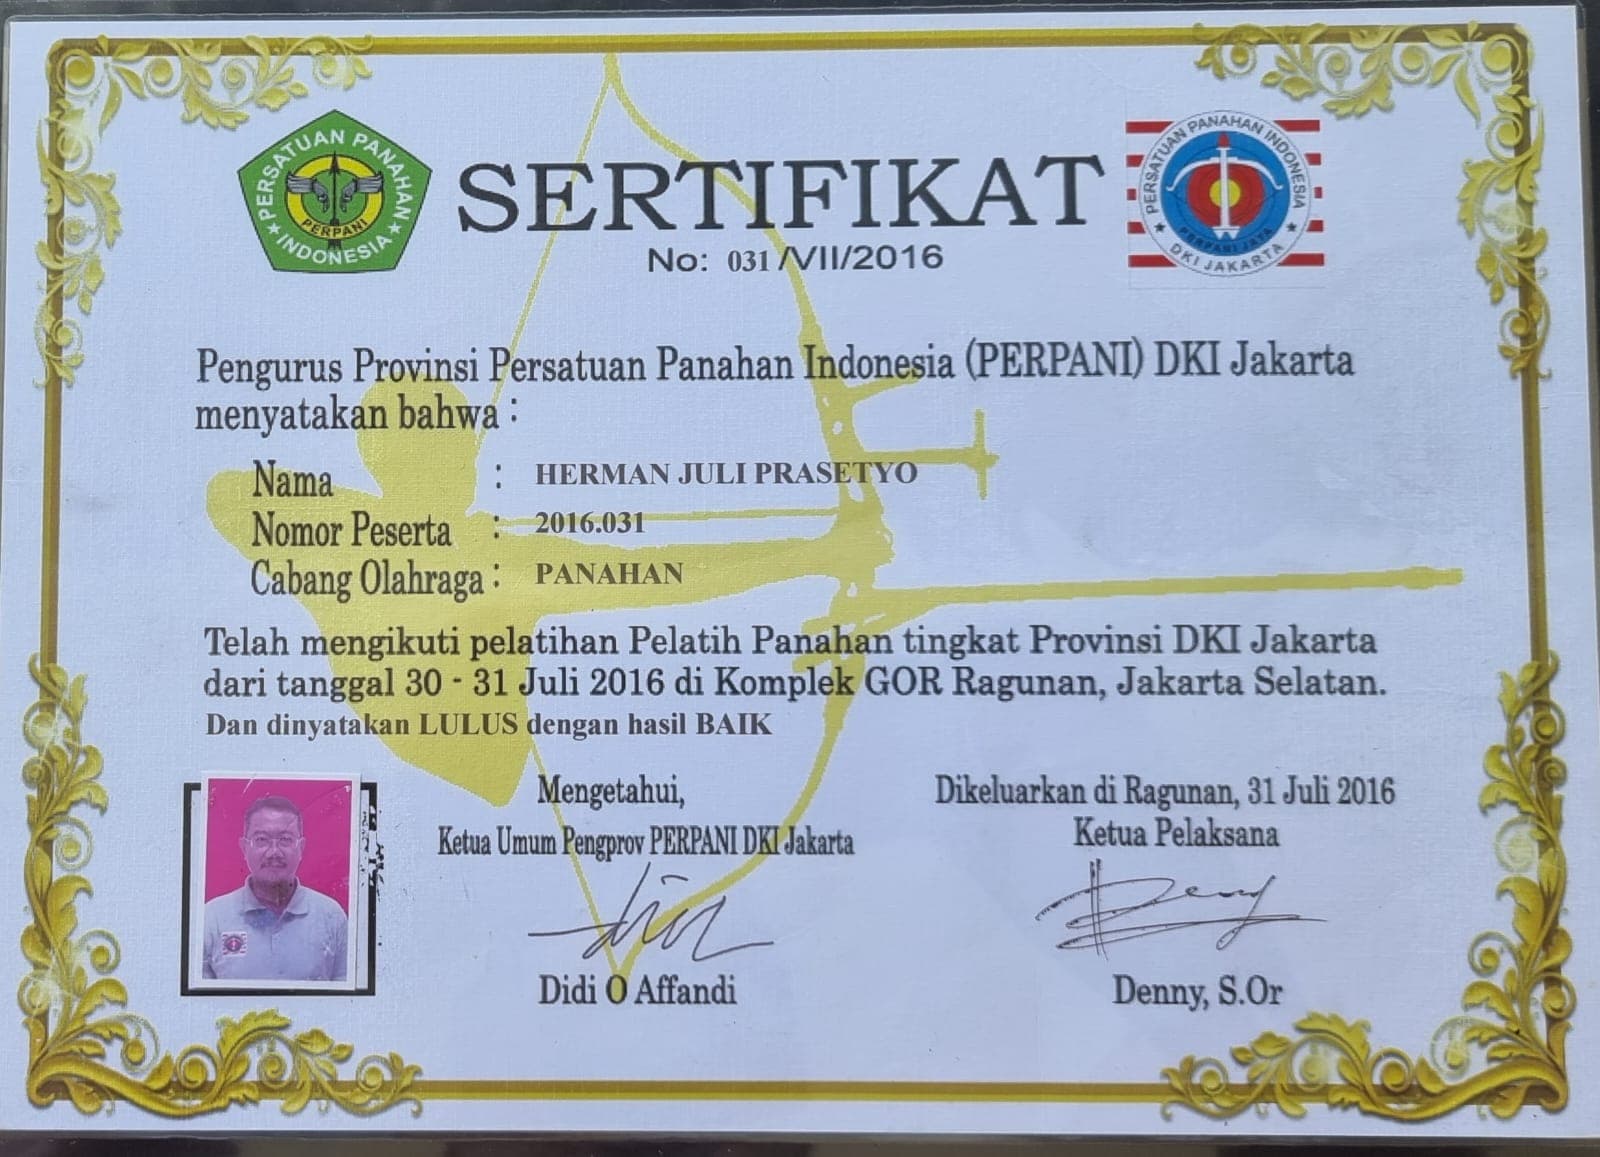 PERSATUAN PANAHAN
PERPANI
INDONESIA
SERTIFIKAT
No: 031/VII/2016
PERSATUAN PANAHAN INDONESIA
PERPANI JAYA
DKI JAKARTA
Pengurus Provinsi Persatuan Panahan Indonesia (PERPANI) DKI Jakarta
menyatakan bahwa :
Nama : HERMAN JULI PRASETYO
Nomor Peserta : 2016.031
Cabang Olahraga : PANAHAN
Telah mengikuti pelatihan Pelatih Panahan tingkat Provinsi DKI Jakarta
dari tanggal 30 - 31 Juli 2016 di Komplek GOR Ragunan, Jakarta Selatan.
Dan dinyatakan LULUS dengan hasil BAIK
Mengetahui,
Ketua Umum Pengprov PERPANI DKI Jakarta
Didi O Affandi
Dikeluarkan di Ragunan, 31 Juli 2016
Ketua Pelaksana
Denny, S.Or